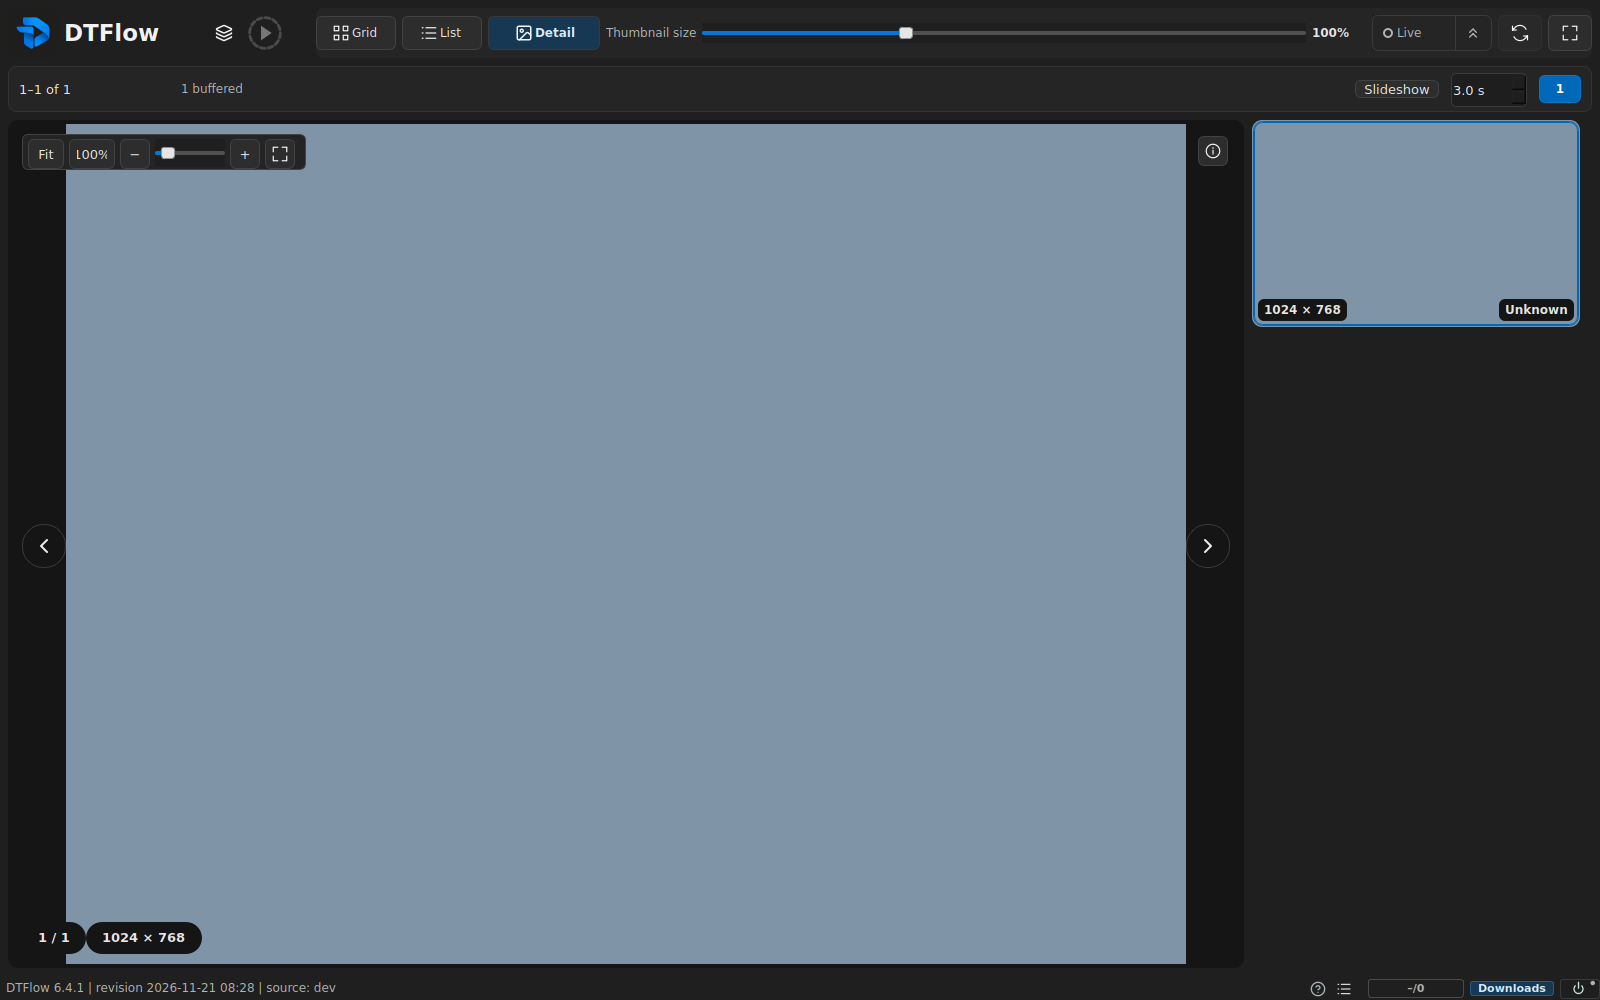 DTFlow
Grid
List
Detail
Thumbnail size
100%
Live
1–1 of 1
1 buffered
Slideshow
3.0 s
1
Fit
100%
−
+
1024 × 768
Unknown
1 / 1
1024 × 768
DTFlow 6.4.1 | revision 2026-11-21 08:28 | source: dev
–/0
Downloads